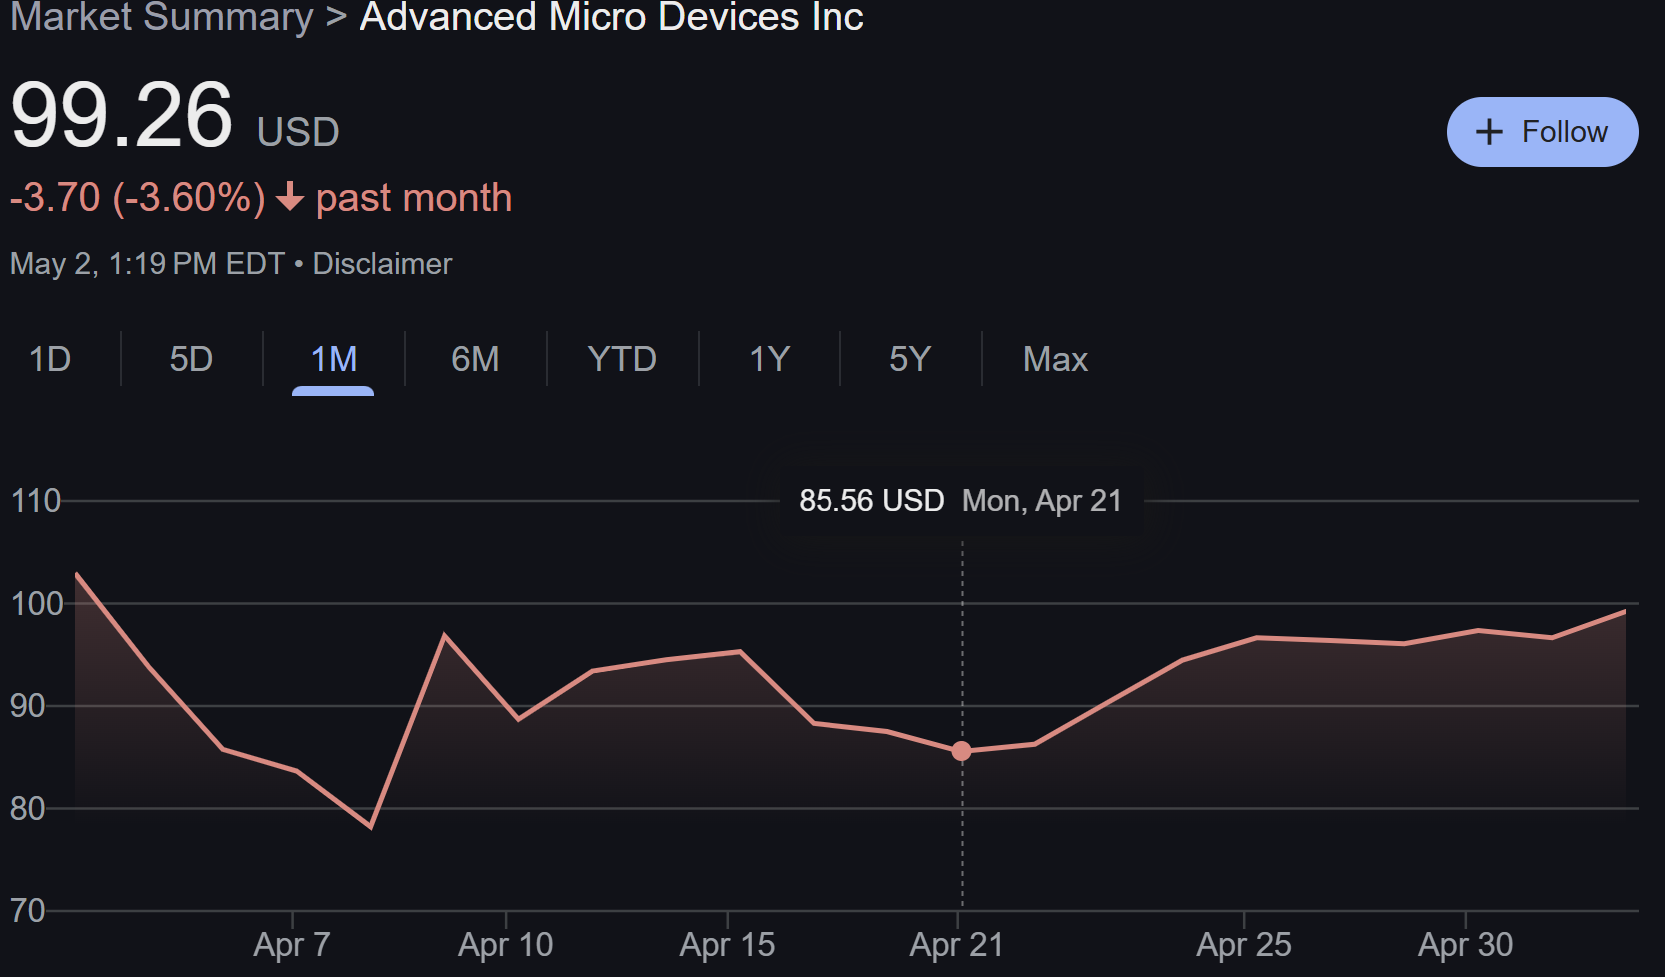 Market Summary > Advanced Micro Devices Inc
99.26 USD
+ Follow
-3.70 (-3.60%) ↓ past month
May 2, 1:19 PM EDT • Disclaimer
1D 5D 1M 6M YTD 1Y 5Y Max
110
85.56 USD Mon, Apr 21
100
90
80
70
Apr 7 Apr 10 Apr 15 Apr 21 Apr 25 Apr 30